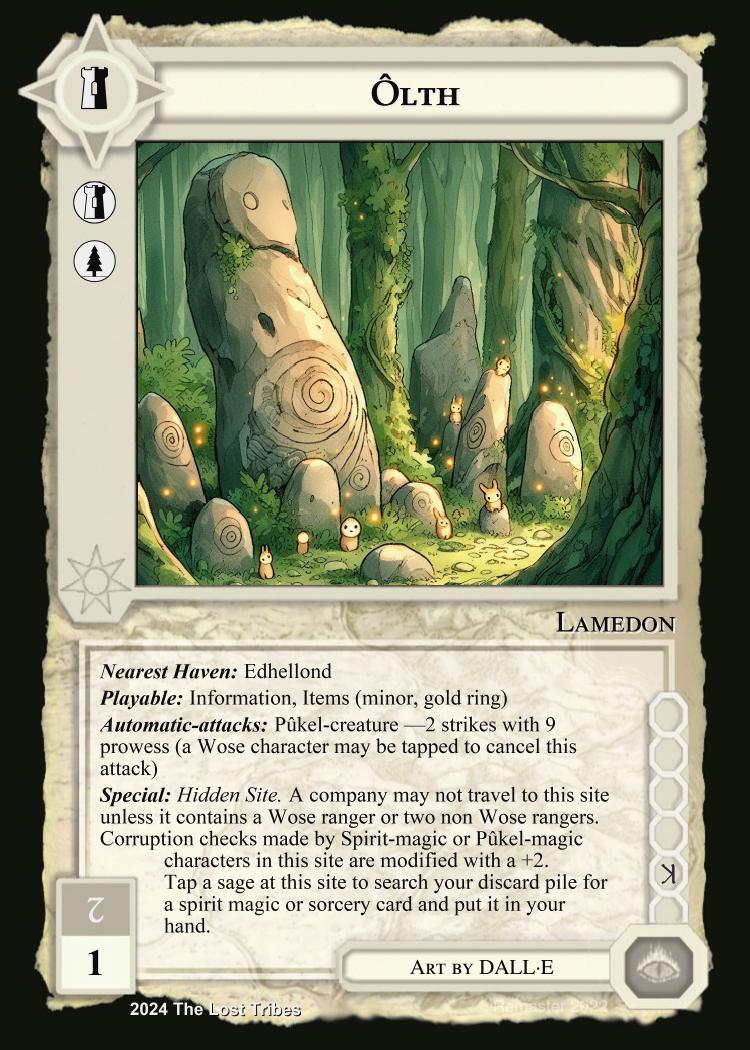 Ôlth
Lamedon
Nearest Haven: Edhellond
Playable: Information, Items (minor, gold ring)
Automatic-attacks: Pûkel-creature —2 strikes with 9
prowess (a Wose character may be tapped to cancel this
attack)
Special: Hidden Site. A company may not travel to this site
unless it contains a Wose ranger or two non Wose rangers.
Corruption checks made by Spirit-magic or Pûkel-magic
characters in this site are modified with a +2.
Tap a sage at this site to search your discard pile for
a spirit magic or sorcery card and put it in your
hand.
K
2
1
Art by DALL·E
2024 The Lost Tribes
Remaster 2022